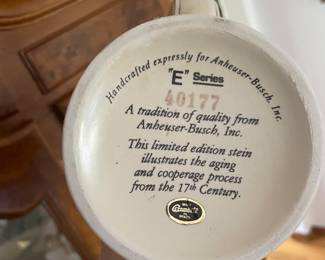 Handcrafted expressly for Anheuser-Busch, Inc.
"E" Series
40177
A tradition of quality from
Anheuser-Busch, Inc.
This limited edition stein
illustrates the aging
and cooperage process
from the 17th Century.